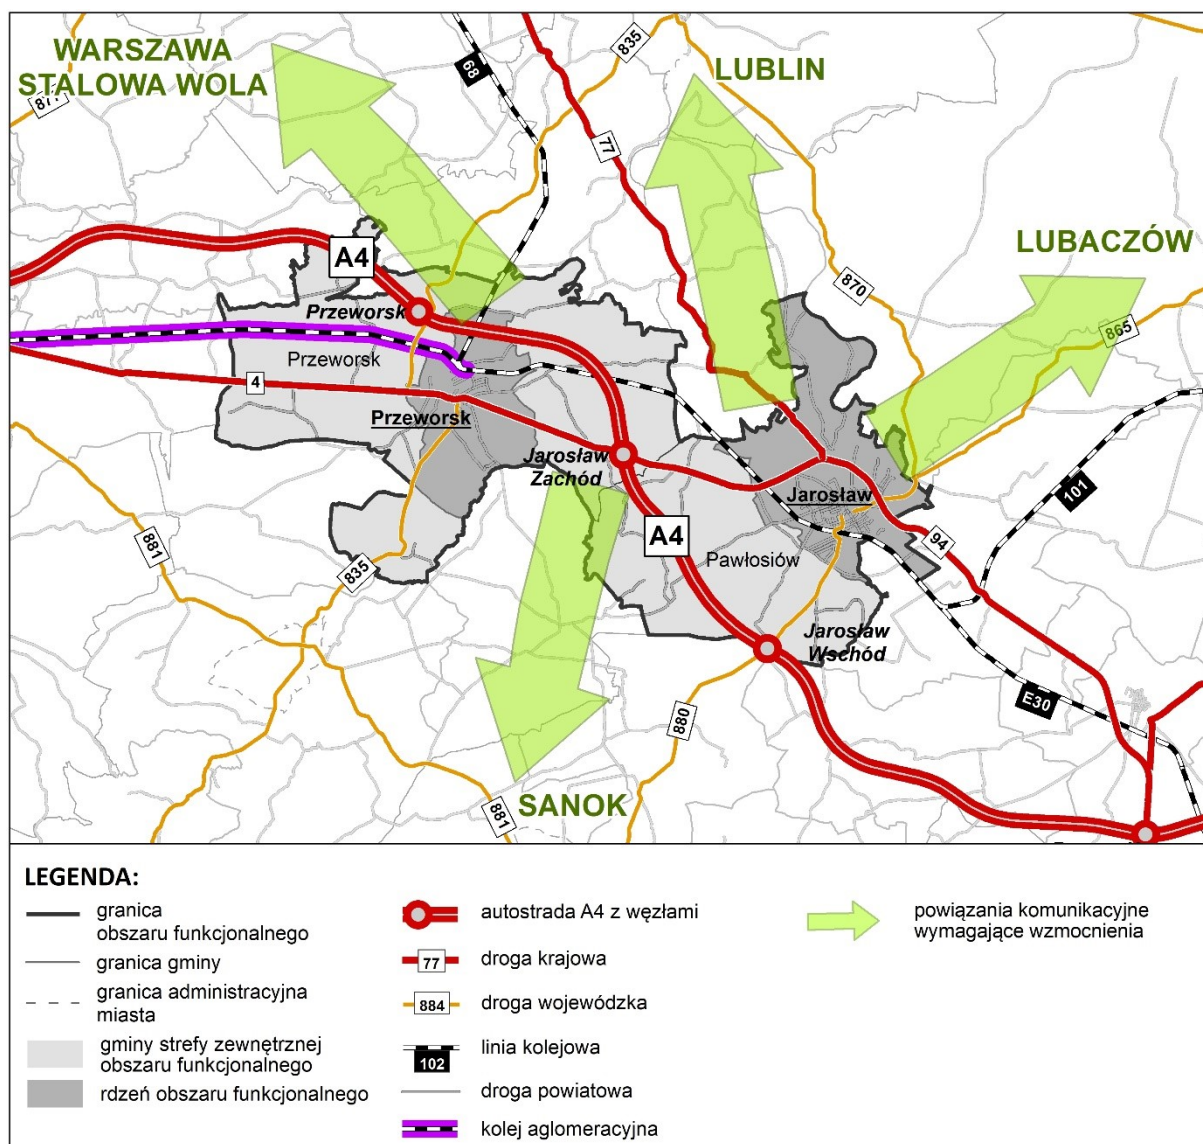 WARSZAWA
STALOWA WOLA
68
835
LUBLIN
77
LUBACZÓW
A4
870
865
Przeworsk
Przeworsk
4
Przeworsk
Jarosław
Zachód
Jarosław
101
A4
94
Pawłosiów
881
835
Jarosław
Wschód
E30
880
SANOK
881
LEGENDA:
granica
obszaru funkcjonalnego
granica gminy
granica administracyjna
miasta
gminy strefy zewnętrznej
obszaru funkcjonalnego
rdzeń obszaru funkcjonalnego
autostrada A4 z węzłami
77
droga krajowa
884
droga wojewódzka
linia kolejowa
102
droga powiatowa
kolej aglomeracyjna
powiązania komunikacyjne
wymagające wzmocnienia